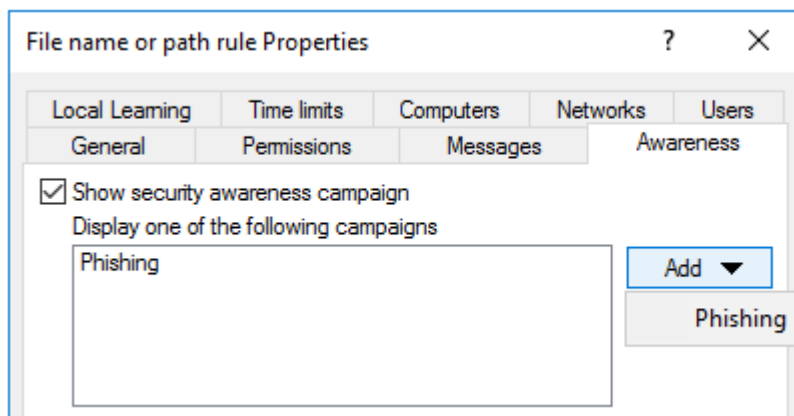 File name or path rule Properties ? ×
Local Learning Time limits Computers Networks Users
General Permissions Messages Awareness
Show security awareness campaign
Display one of the following campaigns
Phishing
Add
Phishing